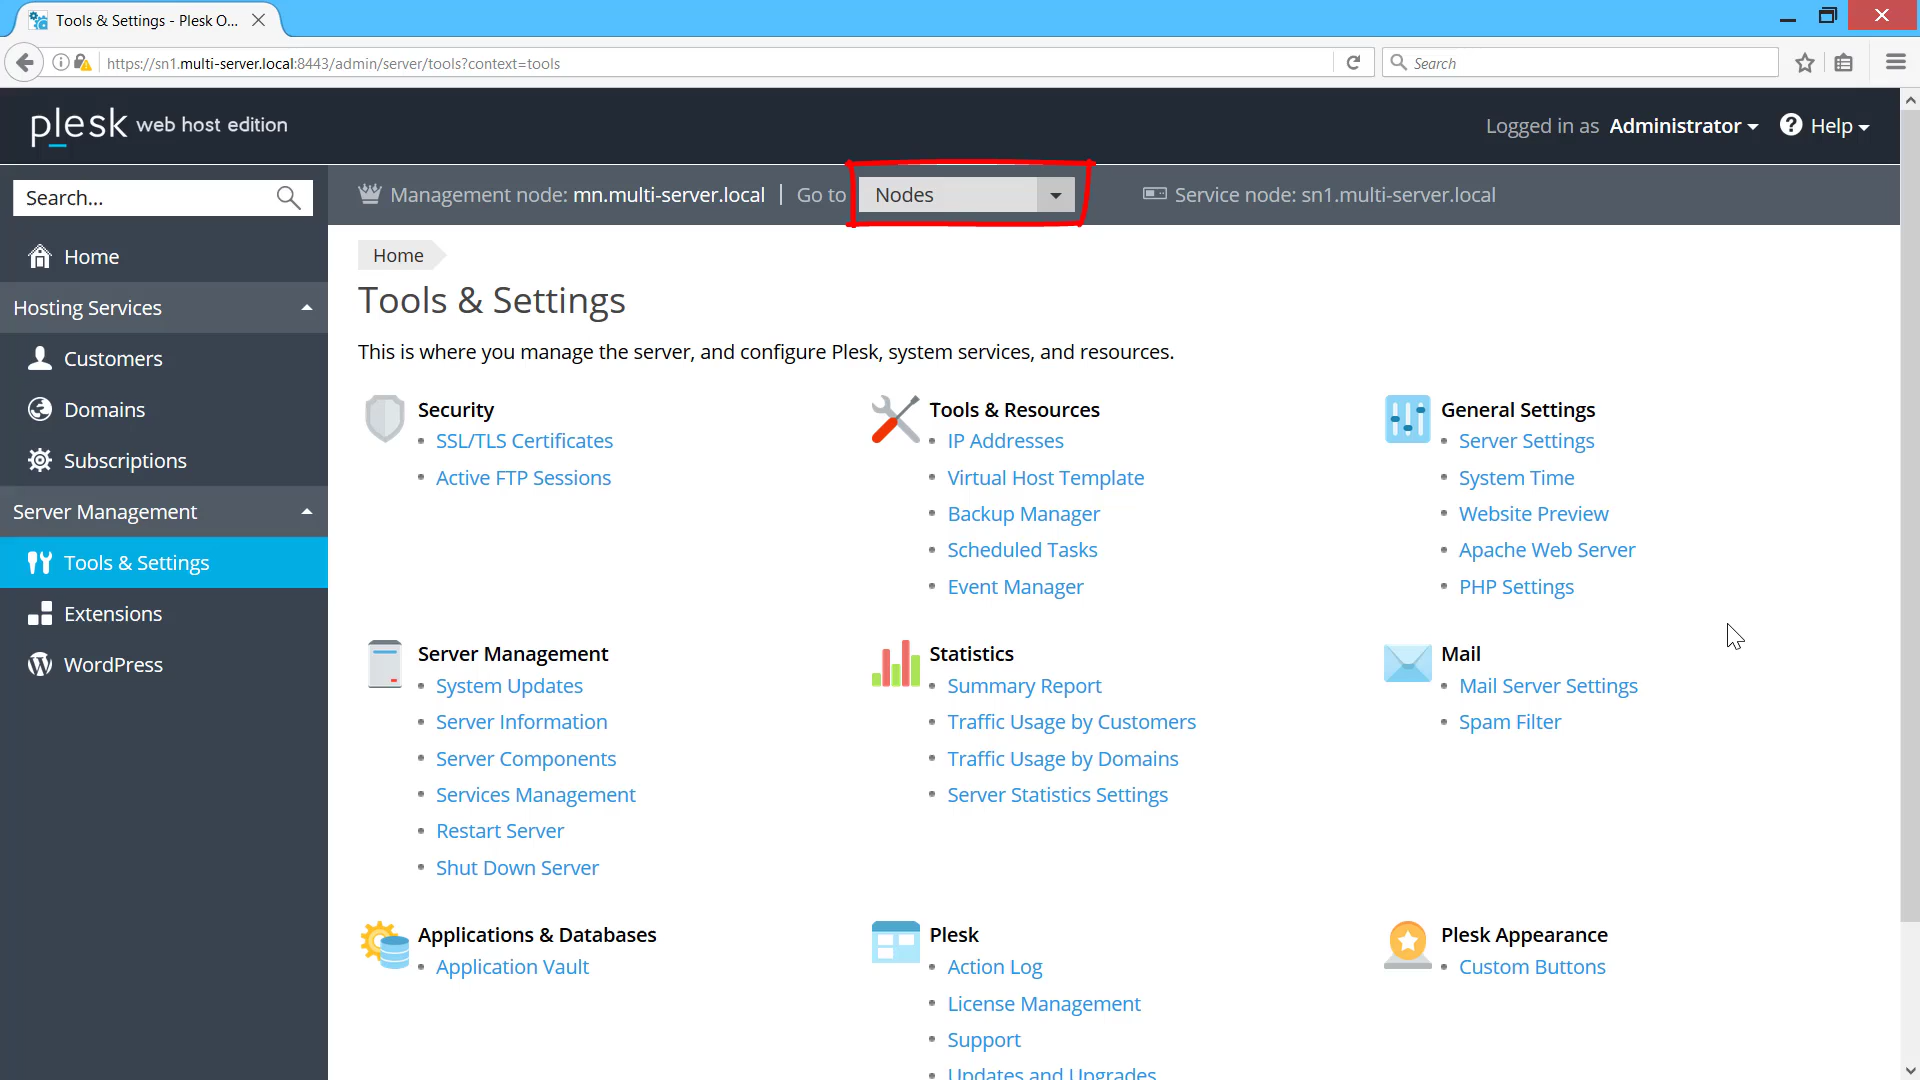 Tools & Settings - Plesk O...
https://sn1.multi-server.local:8443/admin/server/tools?context=tools
Search
plesk web host edition
Logged in as Administrator
Help
Search...
Management node: mn.multi-server.local | Go to
Nodes
Service node: sn1.multi-server.local
Home
Hosting Services
Customers
Domains
Subscriptions
Server Management
Tools & Settings
Extensions
WordPress
Home
Tools & Settings
This is where you manage the server, and configure Plesk, system services, and resources.
Security
SSL/TLS Certificates
Active FTP Sessions
Tools & Resources
IP Addresses
Virtual Host Template
Backup Manager
Scheduled Tasks
Event Manager
General Settings
Server Settings
System Time
Website Preview
Apache Web Server
PHP Settings
Server Management
System Updates
Server Information
Server Components
Services Management
Restart Server
Shut Down Server
Statistics
Summary Report
Traffic Usage by Customers
Traffic Usage by Domains
Server Statistics Settings
Mail
Mail Server Settings
Spam Filter
Applications & Databases
Application Vault
Plesk
Action Log
License Management
Support
Updates and Upgrades
Plesk Appearance
Custom Buttons